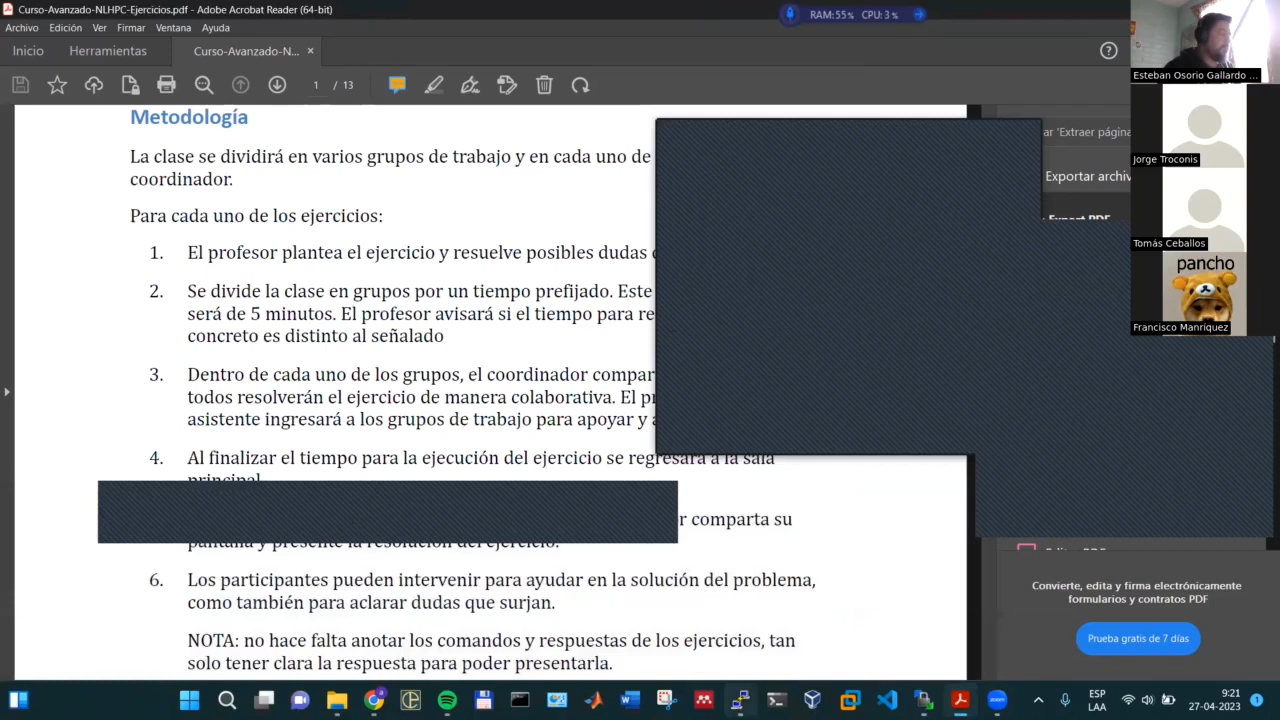 Curso-Avanzado-NLHPC-Ejercicios.pdf - Adobe Acrobat Reader (64-bit)
RAM:55% CPU:3%
Archivo Edición Ver Firmar Ventana Ayuda
Inicio Herramientas Curso-Avanzado-N... ×
1 / 13
Esteban Osorio Gallardo ...
Jorge Troconis
Tomás Ceballos
pancho
Francisco Manríquez
Metodología
La clase se dividirá en varios grupos de trabajo y en cada uno de
coordinador.
Para cada uno de los ejercicios:
1. El profesor plantea el ejercicio y resuelve posibles dudas
2. Se divide la clase en grupos por un tiempo prefijado. Este
será de 5 minutos. El profesor avisará si el tiempo para re
concreto es distinto al señalado
3. Dentro de cada uno de los grupos, el coordinador compar
todos resolverán el ejercicio de manera colaborativa. El pr
asistente ingresará a los grupos de trabajo para apoyar y
4. Al finalizar el tiempo para la ejecución del ejercicio se regresará a la sala
principal
r comparta su
pantalla y presente la resolución del ejercicio.
6. Los participantes pueden intervenir para ayudar en la solución del problema,
como también para aclarar dudas que surjan.
NOTA: no hace falta anotar los comandos y respuestas de los ejercicios, tan
solo tener clara la respuesta para poder presentarla.
ar 'Extraer página
Exportar archiv
Export PDF
Convierte, edita y firma electrónicamente
formularios y contratos PDF
Prueba gratis de 7 días
ESP
LAA
9:21
27-04-2023